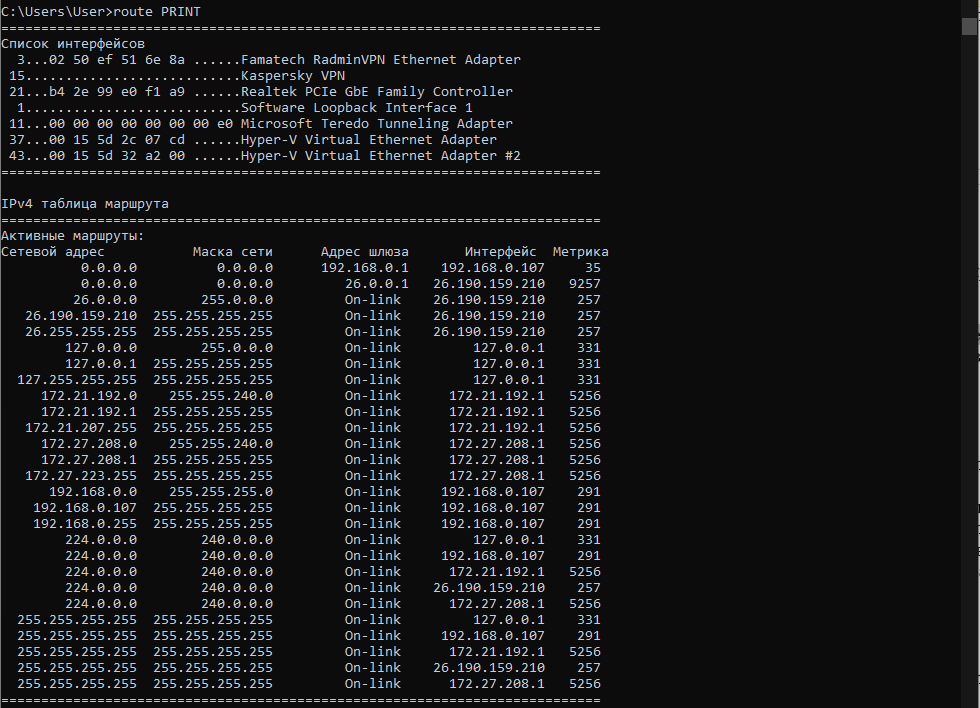 C:\Users\User>route PRINT
===========================================================================
Список интерфейсов
  3...02 50 ef 51 6e 8a ......Famatech RadminVPN Ethernet Adapter
 15...........................Kaspersky VPN
 21...b4 2e 99 e0 f1 a9 ......Realtek PCIe GbE Family Controller
  1...........................Software Loopback Interface 1
 11...00 00 00 00 00 00 00 e0 Microsoft Teredo Tunneling Adapter
 37...00 15 5d 2c 07 cd ......Hyper-V Virtual Ethernet Adapter
 43...00 15 5d 32 a2 00 ......Hyper-V Virtual Ethernet Adapter #2
===========================================================================
IPv4 таблица маршрута
===========================================================================
Активные маршруты:
Сетевой адрес           Маска сети      Адрес шлюза       Интерфейс  Метрика
          0.0.0.0          0.0.0.0      192.168.0.1    192.168.0.107     35
          0.0.0.0          0.0.0.0         26.0.0.1   26.190.159.210   9257
         26.0.0.0        255.0.0.0         On-link    26.190.159.210    257
   26.190.159.210  255.255.255.255         On-link    26.190.159.210    257
   26.255.255.255  255.255.255.255         On-link    26.190.159.210    257
        127.0.0.0        255.0.0.0         On-link         127.0.0.1    331
        127.0.0.1  255.255.255.255         On-link         127.0.0.1    331
  127.255.255.255  255.255.255.255         On-link         127.0.0.1    331
     172.21.192.0    255.255.240.0         On-link      172.21.192.1   5256
     172.21.192.1  255.255.255.255         On-link      172.21.192.1   5256
   172.21.207.255  255.255.255.255         On-link      172.21.192.1   5256
     172.27.208.0    255.255.240.0         On-link      172.27.208.1   5256
     172.27.208.1  255.255.255.255         On-link      172.27.208.1   5256
   172.27.223.255  255.255.255.255         On-link      172.27.208.1   5256
      192.168.0.0    255.255.255.0         On-link     192.168.0.107    291
    192.168.0.107  255.255.255.255         On-link     192.168.0.107    291
    192.168.0.255  255.255.255.255         On-link     192.168.0.107    291
        224.0.0.0        240.0.0.0         On-link         127.0.0.1    331
        224.0.0.0        240.0.0.0         On-link     192.168.0.107    291
        224.0.0.0        240.0.0.0         On-link      172.21.192.1   5256
        224.0.0.0        240.0.0.0         On-link    26.190.159.210    257
        224.0.0.0        240.0.0.0         On-link      172.27.208.1   5256
  255.255.255.255  255.255.255.255         On-link         127.0.0.1    331
  255.255.255.255  255.255.255.255         On-link     192.168.0.107    291
  255.255.255.255  255.255.255.255         On-link      172.21.192.1   5256
  255.255.255.255  255.255.255.255         On-link    26.190.159.210    257
  255.255.255.255  255.255.255.255         On-link      172.27.208.1   5256
===========================================================================